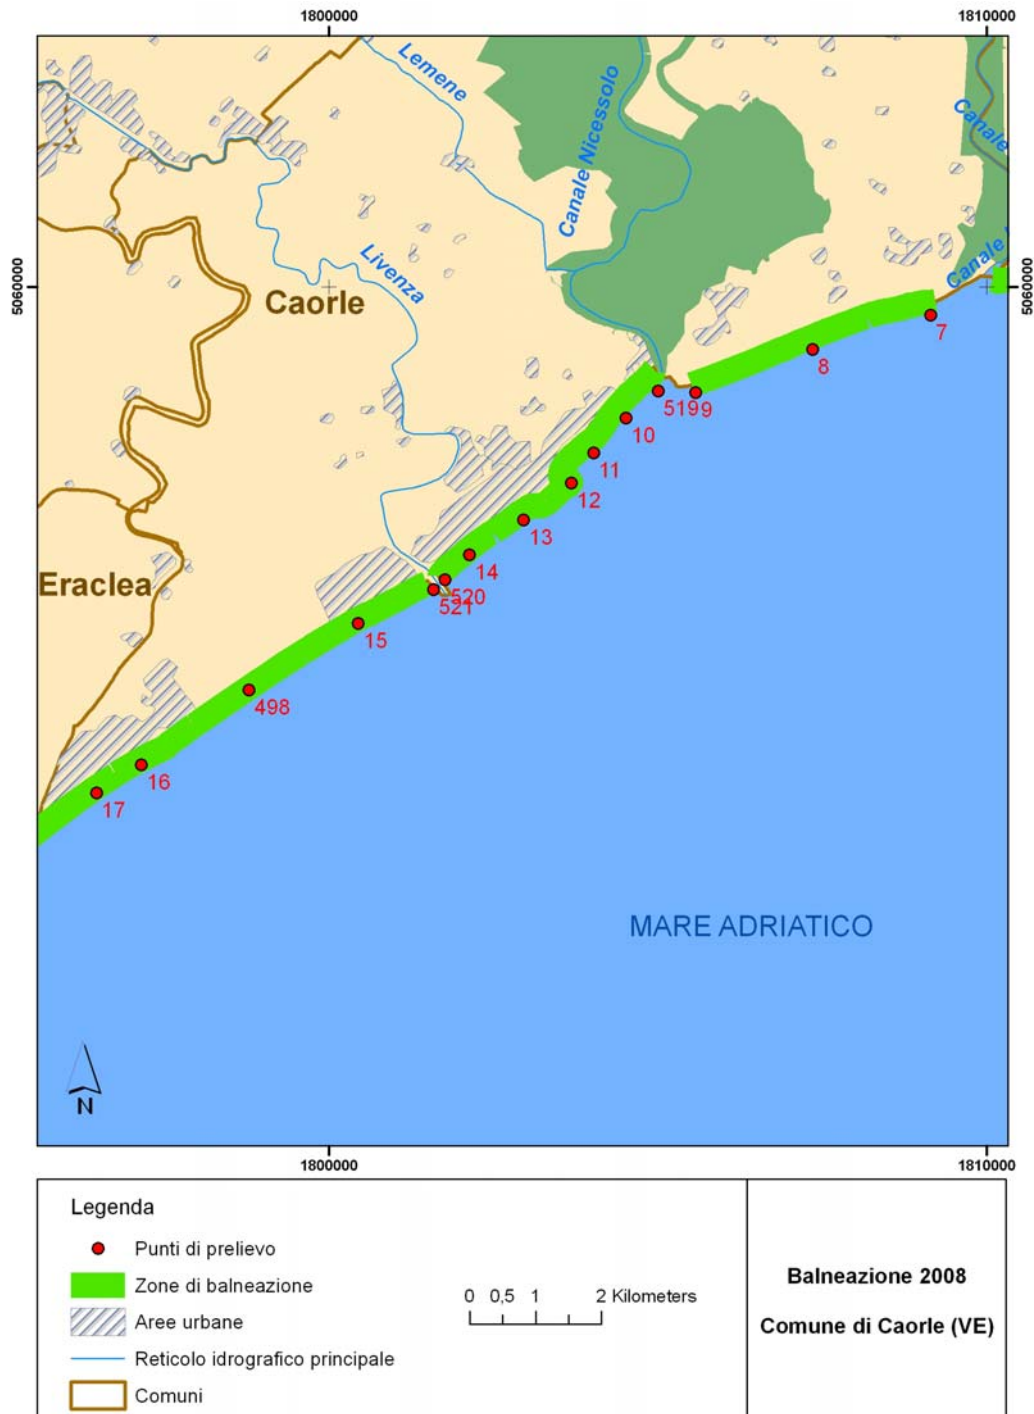 1800000
1810000
Lemene
Canale Nicessolo
Canale
Livenza
Canale
5060000
5060000
Caorle
7
8
5199
10
11
12
13
14
520
521
Eraclea
15
498
16
17
MARE ADRIATICO
N
1800000
1810000
Legenda
Punti di prelievo
Zone di balneazione
Aree urbane
Reticolo idrografico principale
Comuni
0 0,5 1 2 Kilometers
Balneazione 2008
Comune di Caorle (VE)